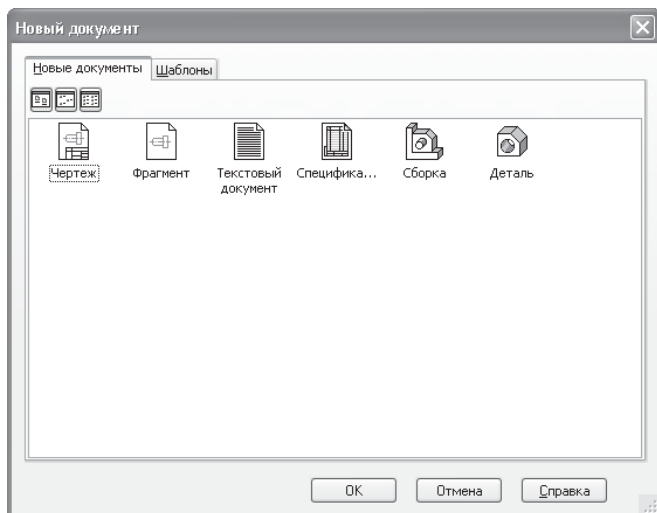 Новый документ
Новые документы Шаблоны
Чертеж Фрагмент Текстовый документ Специфика... Сборка Деталь
OK Отмена Справка